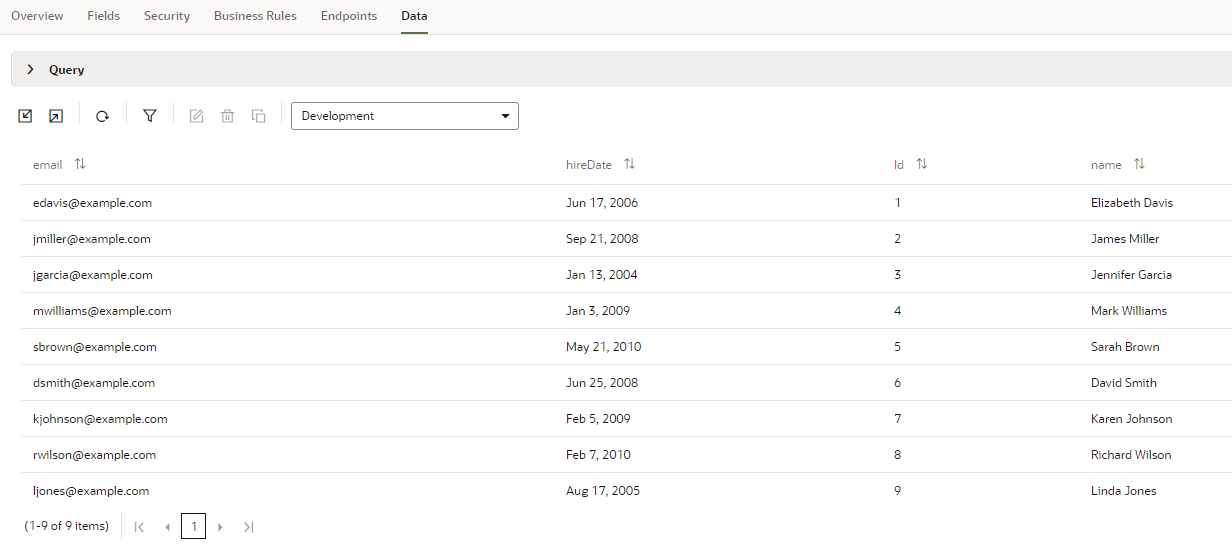 Overview Fields Security Business Rules Endpoints Data
Query
Development
email hireDate Id name
edavis@example.com Jun 17, 2006 1 Elizabeth Davis
jmiller@example.com Sep 21, 2008 2 James Miller
jgarcia@example.com Jan 13, 2004 3 Jennifer Garcia
mwilliams@example.com Jan 3, 2009 4 Mark Williams
sbrown@example.com May 21, 2010 5 Sarah Brown
dsmith@example.com Jun 25, 2008 6 David Smith
kjohnson@example.com Feb 5, 2009 7 Karen Johnson
rwilson@example.com Feb 7, 2010 8 Richard Wilson
ljones@example.com Aug 17, 2005 9 Linda Jones
(1-9 of 9 items) 1